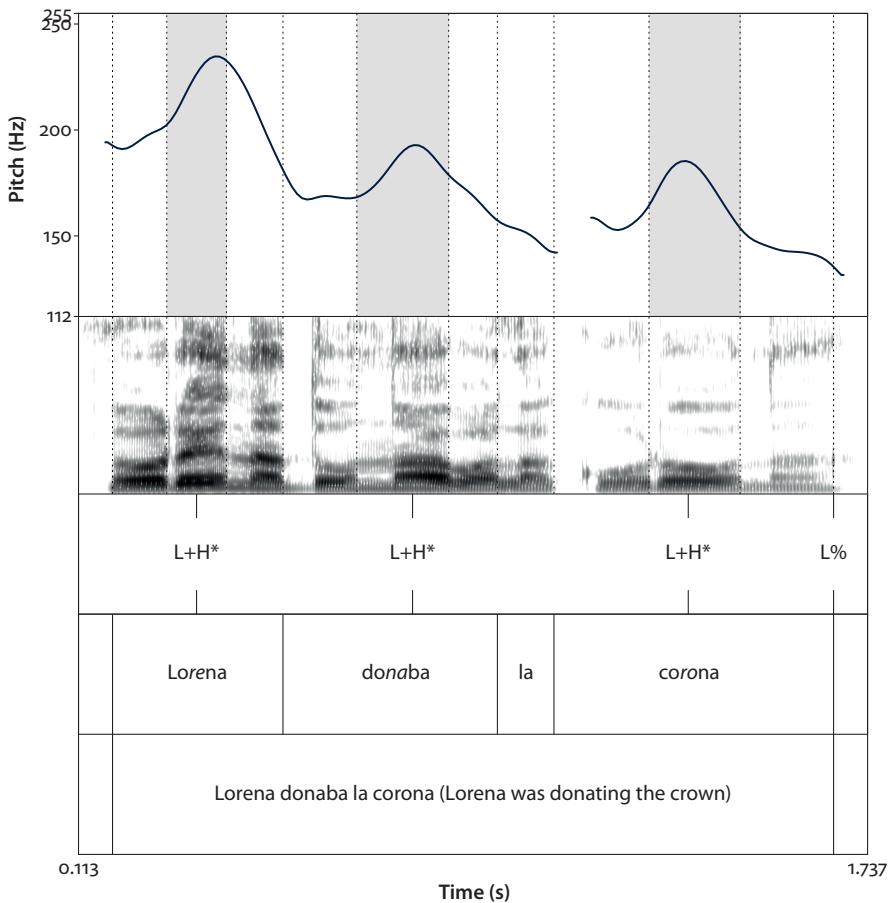 255
250
200
150
112
Pitch (Hz)
L+H* L+H* L+H* L%
Lorena donaba la corona
Lorena donaba la corona (Lorena was donating the crown)
0.113 1.737
Time (s)